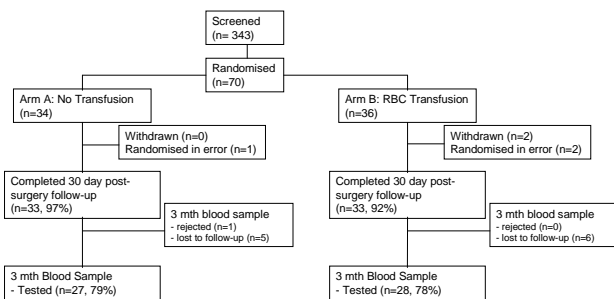 Screened
(n= 343)
Randomised
(n=70)
Arm A: No Transfusion
(n=34)
Arm B: RBC Transfusion
(n=36)
Withdrawn (n=0)
Randomised in error (n=1)
Withdrawn (n=2)
Randomised in error (n=2)
Completed 30 day post-
surgery follow-up
(n=33, 97%)
Completed 30 day post-
surgery follow-up
(n=33, 92%)
3 mth blood sample
- rejected (n=1)
- lost to follow-up (n=5)
3 mth blood sample
- rejected (n=0)
- lost to follow-up (n=6)
3 mth Blood Sample
- Tested (n=27, 79%)
3 mth Blood Sample
- Tested (n=28, 78%)